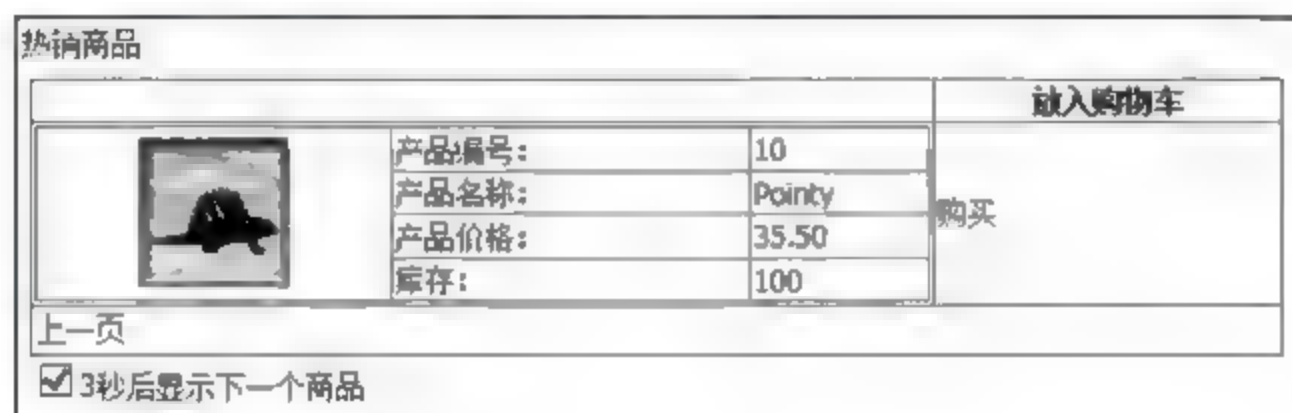 热销商品
放入购物车
产品编号： 10
产品名称： Pointy
产品价格： 35.50
购买
库存： 100
上一页
3秒后显示下一个商品